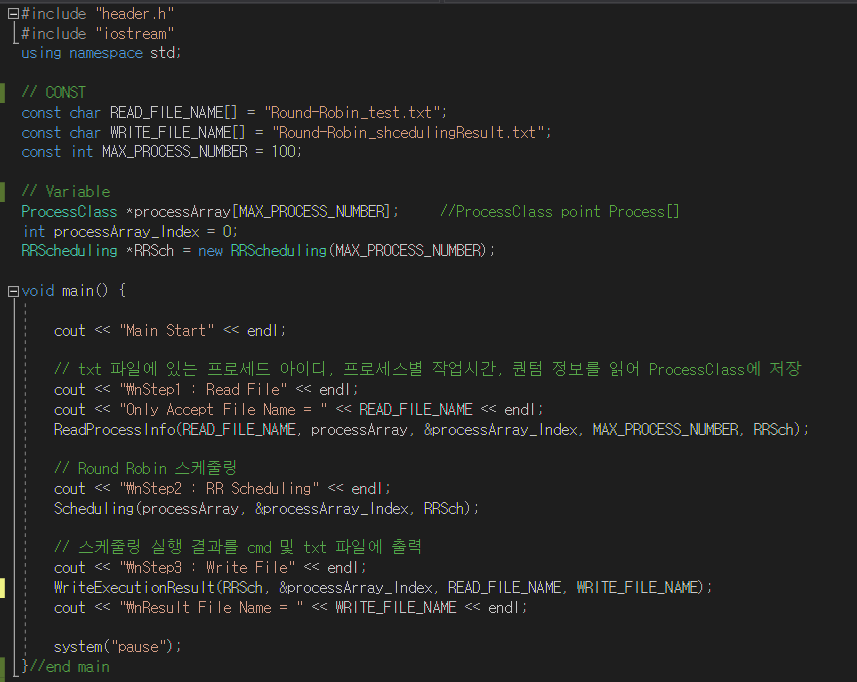 #include "header.h"
#include "iostream"
using namespace std;
// CONST
const char READ_FILE_NAME[] = "Round-Robin_test.txt";
const char WRITE_FILE_NAME[] = "Round-Robin_shcedulingResult.txt";
const int MAX_PROCESS_NUMBER = 100;
// Variable
ProcessClass *processArray[MAX_PROCESS_NUMBER]; //ProcessClass point Process[]
int processArray_Index = 0;
RRScheduling *RRSch = new RRScheduling(MAX_PROCESS_NUMBER);
void main() {
cout << "Main Start" << endl;
// txt 파일에 있는 프로세드 아이디, 프로세스별 작업시간, 퀀텀 정보를 읽어 ProcessClass에 저장
cout << "₩nStep1 : Read File" << endl;
cout << "Only Accept File Name = " << READ_FILE_NAME << endl;
ReadProcessInfo(READ_FILE_NAME, processArray, &processArray_Index, MAX_PROCESS_NUMBER, RRSch);
// Round Robin 스케줄링
cout << "₩nStep2 : RR Scheduling" << endl;
Scheduling(processArray, &processArray_Index, RRSch);
// 스케줄링 실행 결과를 cmd 및 txt 파일에 출력
cout << "₩nStep3 : Write File" << endl;
WriteExecutionResult(RRSch, &processArray_Index, READ_FILE_NAME, WRITE_FILE_NAME);
cout << "₩nResult File Name = " << WRITE_FILE_NAME << endl;
system("pause");
}//end main